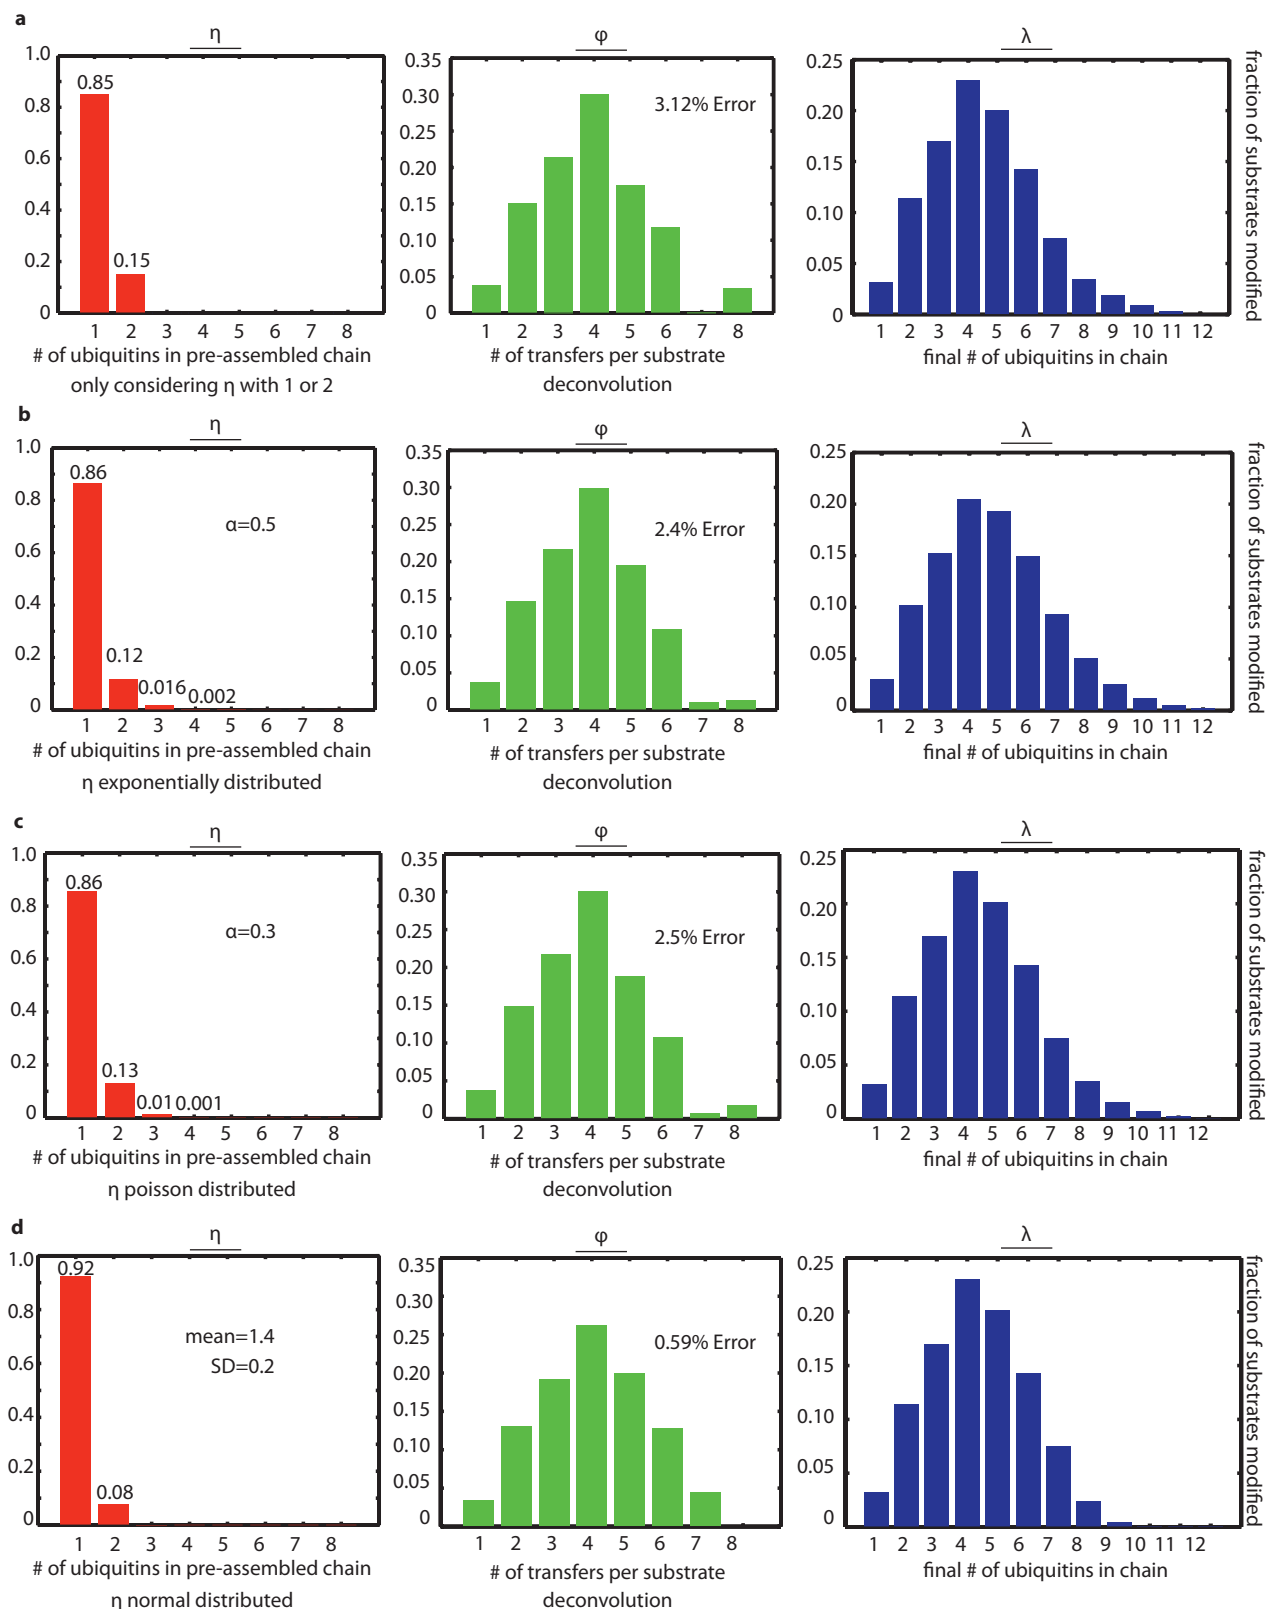 a
η
φ
λ
1.0
0.8
0.6
0.4
0.2
0
0.85
0.15
1 2 3 4 5 6 7 8
# of ubiquitins in pre-assembled chain
only considering η with 1 or 2
0.35
0.30
0.25
0.20
0.15
0.10
0.05
0
3.12% Error
1 2 3 4 5 6 7 8
# of transfers per substrate
deconvolution
0.25
0.20
0.15
0.10
0.05
0
1 2 3 4 5 6 7 8 9 10 11 12
final # of ubiquitins in chain
fraction of substrates modified
b
η
φ
λ
1.0
0.8
0.6
0.4
0.2
0
0.86
0.12
0.016
0.002
α=0.5
1 2 3 4 5 6 7 8
# of ubiquitins in pre-assembled chain
η exponentially distributed
0.35
0.30
0.25
0.20
0.15
0.10
0.05
0
2.4% Error
1 2 3 4 5 6 7 8
# of transfers per substrate
deconvolution
0.25
0.20
0.15
0.10
0.05
0
1 2 3 4 5 6 7 8 9 10 11 12
final # of ubiquitins in chain
fraction of substrates modified
c
η
φ
λ
1.0
0.8
0.6
0.4
0.2
0
0.86
0.13
0.01
0.001
α=0.3
1 2 3 4 5 6 7 8
# of ubiquitins in pre-assembled chain
η poisson distributed
0.35
0.30
0.25
0.20
0.15
0.10
0.05
0
2.5% Error
1 2 3 4 5 6 7 8
# of transfers per substrate
deconvolution
0.25
0.20
0.15
0.10
0.05
0
1 2 3 4 5 6 7 8 9 10 11 12
final # of ubiquitins in chain
fraction of substrates modified
d
η
φ
λ
1.0
0.8
0.6
0.4
0.2
0
0.92
0.08
mean=1.4
SD=0.2
1 2 3 4 5 6 7 8
# of ubiquitins in pre-assembled chain
η normal distributed
0.35
0.30
0.25
0.20
0.15
0.10
0.05
0
0.59% Error
1 2 3 4 5 6 7 8
# of transfers per substrate
deconvolution
0.25
0.20
0.15
0.10
0.05
0
1 2 3 4 5 6 7 8 9 10 11 12
final # of ubiquitins in chain
fraction of substrates modified